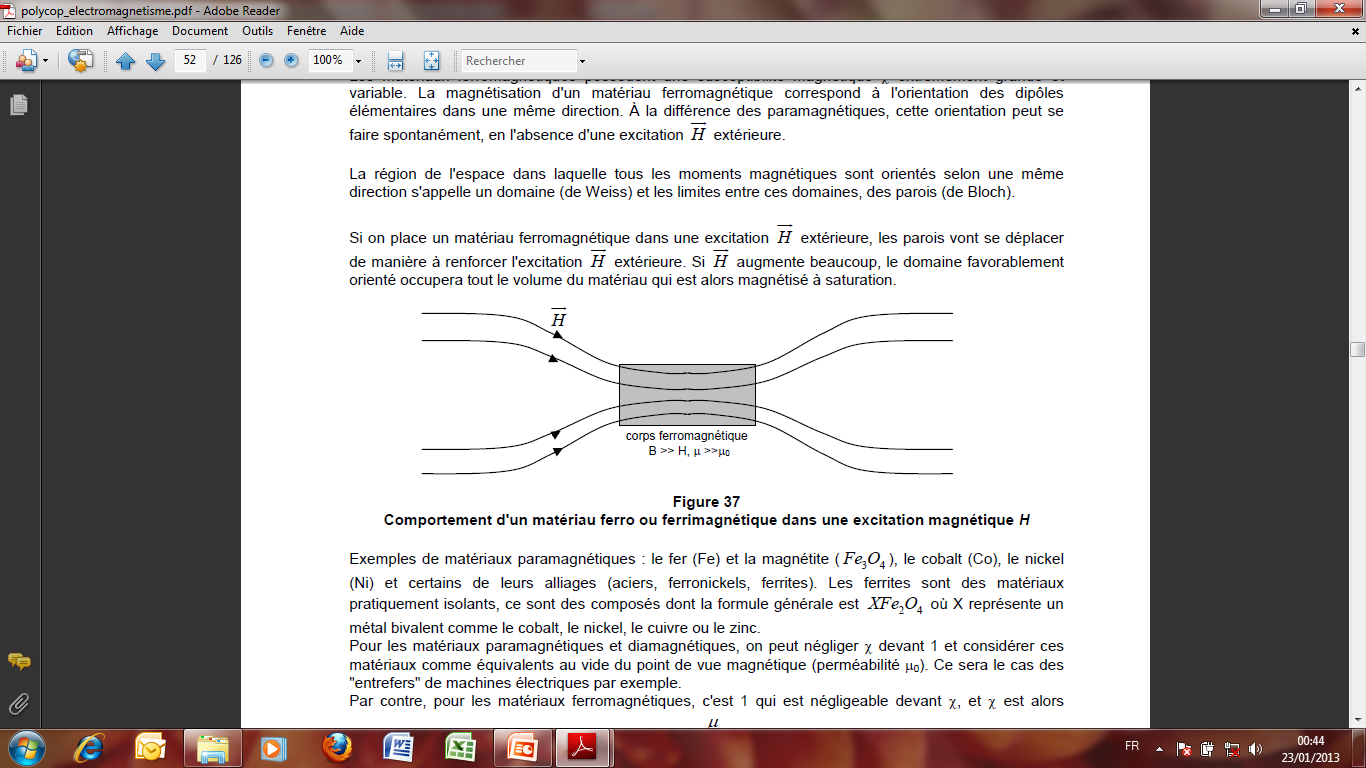 polycop_electromagnetisme.pdf - Adobe Reader
Fichier Edition Affichage Document Outils Fenêtre Aide
52 / 126 100% Rechercher
Les matériaux ferromagnétiques possèdent une susceptibilité magnétique χ extrêmement grande et
variable. La magnétisation d'un matériau ferromagnétique correspond à l'orientation des dipôles
élémentaires dans une même direction. À la différence des paramagnétiques, cette orientation peut se
faire spontanément, en l'absence d'une excitation H extérieure.
La région de l'espace dans laquelle tous les moments magnétiques sont orientés selon une même
direction s'appelle un domaine (de Weiss) et les limites entre ces domaines, des parois (de Bloch).
Si on place un matériau ferromagnétique dans une excitation H extérieure, les parois vont se déplacer
de manière à renforcer l'excitation H extérieure. Si H augmente beaucoup, le domaine favorablement
orienté occupera tout le volume du matériau qui est alors magnétisé à saturation.
H
corps ferromagnétique
B >> H, μ >>μ0
Figure 37
Comportement d'un matériau ferro ou ferrimagnétique dans une excitation magnétique H
Exemples de matériaux paramagnétiques : le fer (Fe) et la magnétite ( Fe3O4 ), le cobalt (Co), le nickel
(Ni) et certains de leurs alliages (aciers, ferronickels, ferrites). Les ferrites sont des matériaux
pratiquement isolants, ce sont des composés dont la formule générale est XFe2O4 où X représente un
métal bivalent comme le cobalt, le nickel, le cuivre ou le zinc.
Pour les matériaux paramagnétiques et diamagnétiques, on peut négliger χ devant 1 et considérer ces
matériaux comme équivalents au vide du point de vue magnétique (perméabilité μ0). Ce sera le cas des
"entrefers" de machines électriques par exemple.
Par contre, pour les matériaux ferromagnétiques, c'est 1 qui est négligeable devant χ, et χ est alors
μ
FR 00:44
23/01/2013